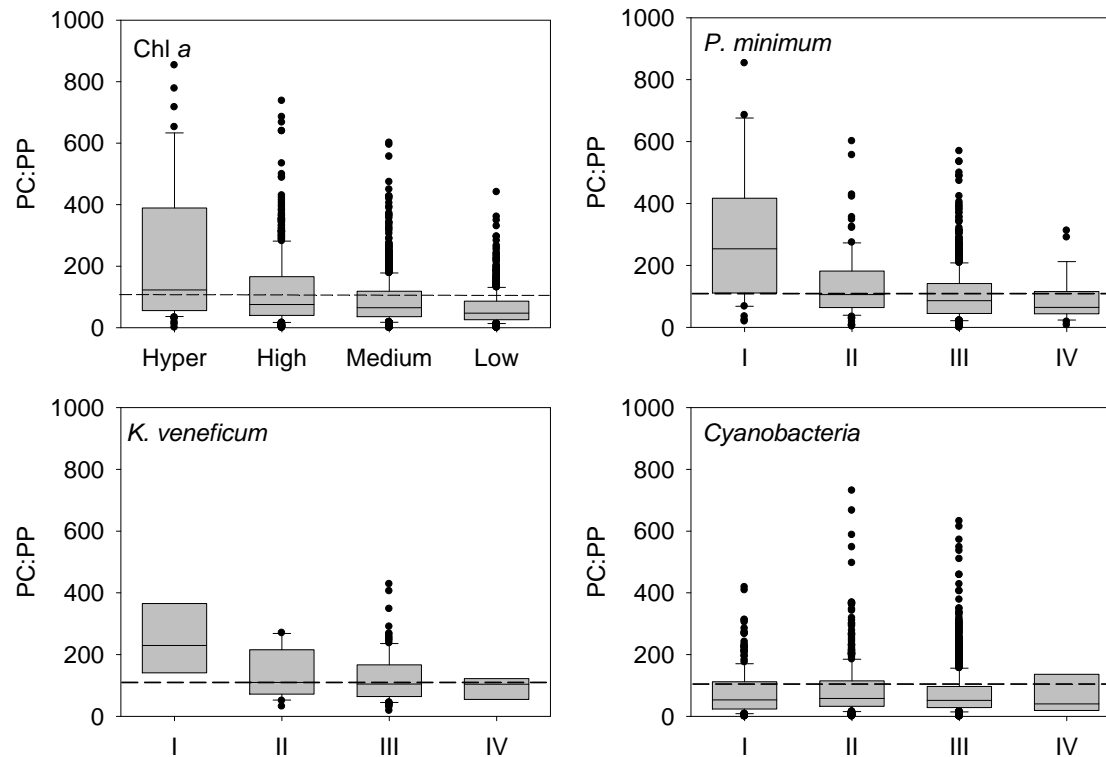 Chl a
PC:PP
1000
800
600
400
200
0
Hyper High Medium Low
P. minimum
PC:PP
1000
800
600
400
200
0
I II III IV
K. veneficum
PC:PP
1000
800
600
400
200
0
I II III IV
Cyanobacteria
PC:PP
1000
800
600
400
200
0
I II III IV